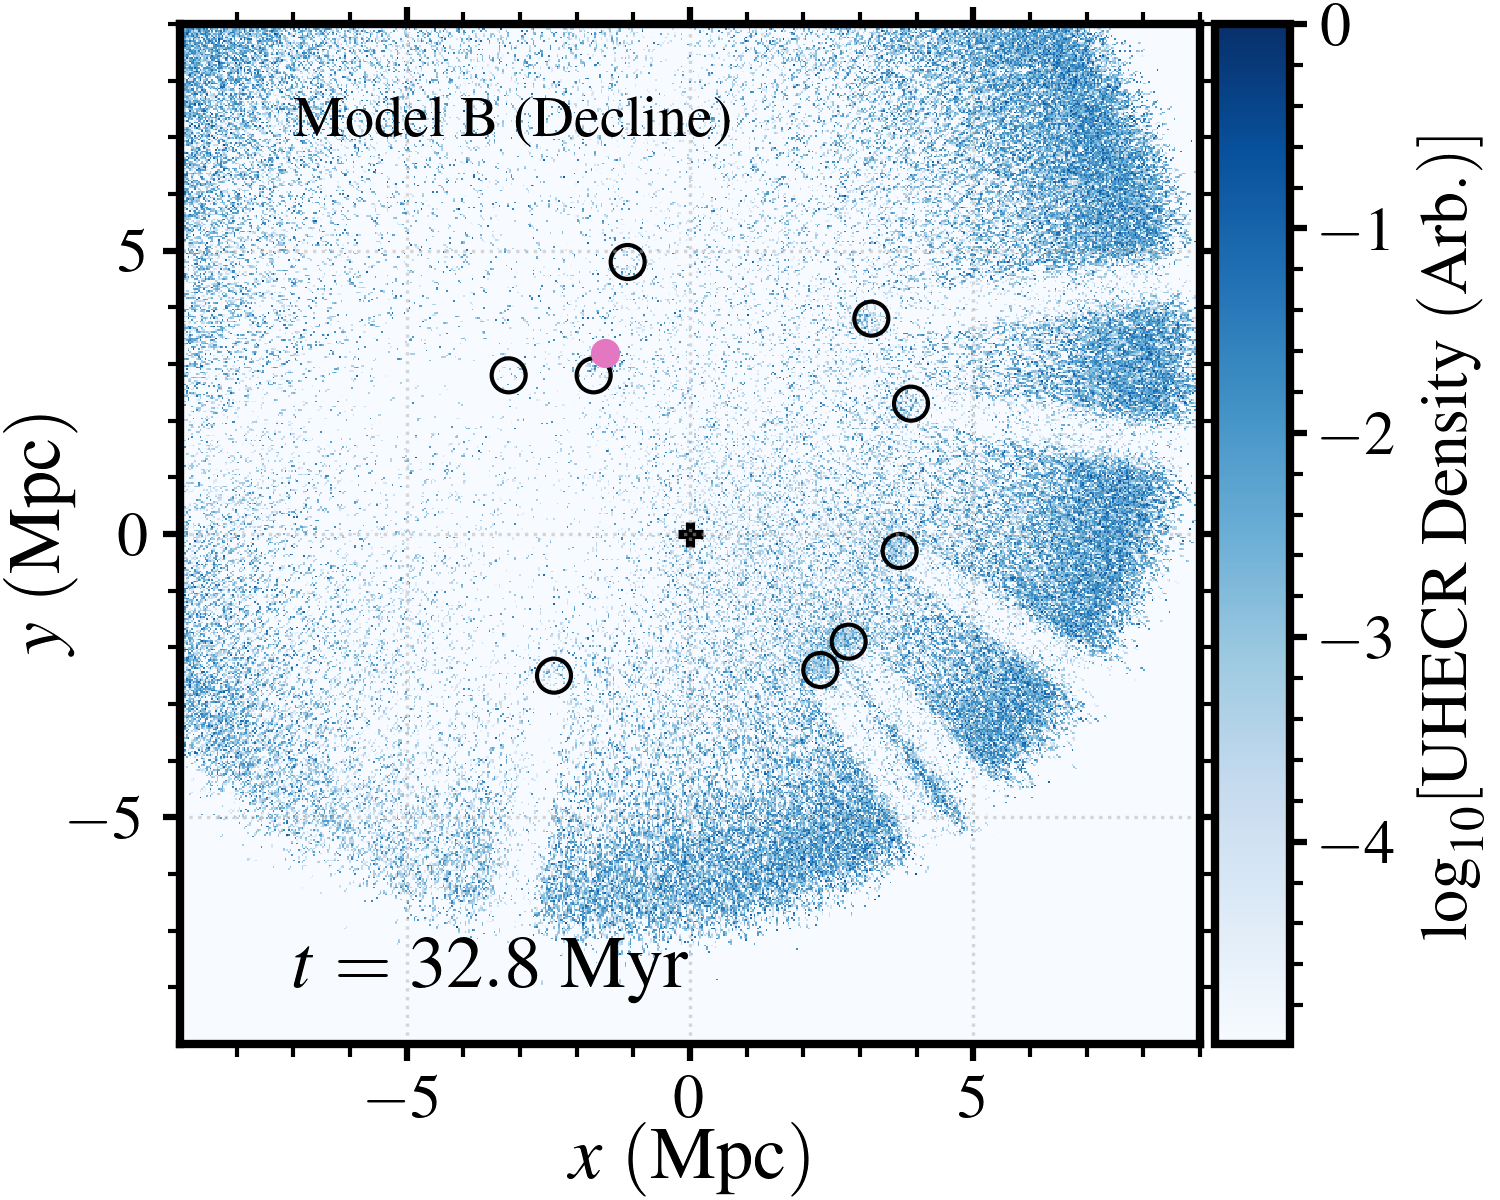 Model B (Decline)
t = 32.8 Myr
5
0
−5
y (Mpc)
−5
0
5
x (Mpc)
0
−1
−2
−3
−4
log10[UHECR Density (Arb.)]